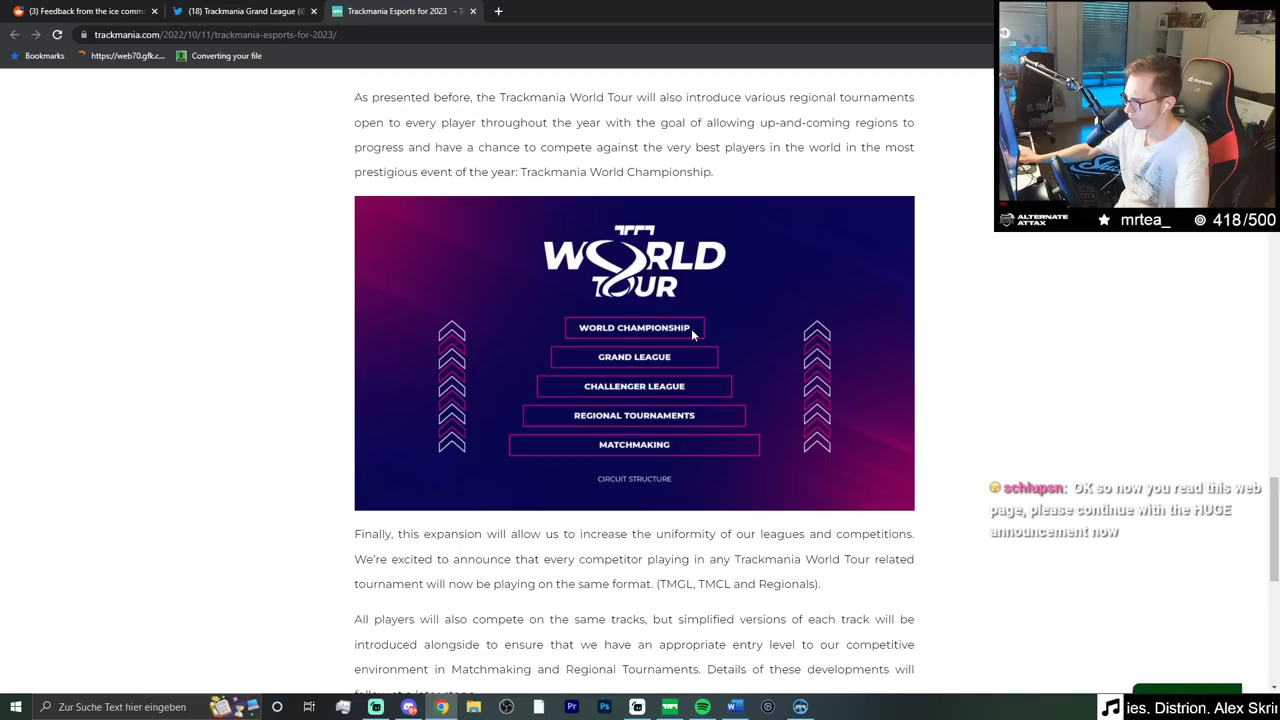 (3) Feedback from the ice comm
(18) Trackmania Grand League
Trackmania Esports for 2023
trackmania.com/2022/10/11/trackmania-esports-for-2023/
Bookmarks
https://web70.gfk.c...
Converting your file
As presented before, the Trackmania World Tour will also introduce various regional tournaments
open to every player throughout the year with the goal of allowing up-and-coming regions to
progress and have a chance to compete against the very best players in the world in the most
prestigious event of the year: Trackmania World Championship.
WORLD
TOUR
WORLD CHAMPIONSHIP
GRAND LEAGUE
CHALLENGER LEAGUE
REGIONAL TOURNAMENTS
MATCHMAKING
CIRCUIT STRUCTURE
Finally, this expansion will allow us to increase the uniformity of our leagues and competitions.
We're excited to announce that every competitor playing in any Trackmania World Tour related
tournament will now be playing on the same format. (TMGL, TMCL and Regionals).
All players will also compete on the same tracks, but simplified versions of each track will be
introduced alongside to ensure that we have an appropriate entry level to our competitive
environment in Matchmaking and Regional Tournaments. Details of these developments will
ALTERNATE
ATTAX
mrtea_
418/500
schlupsn: OK so now you read this web
page, please continue with the HUGE
announcement now
Zur Suche Text hier eingeben
ies. Distrion. Alex Skrin